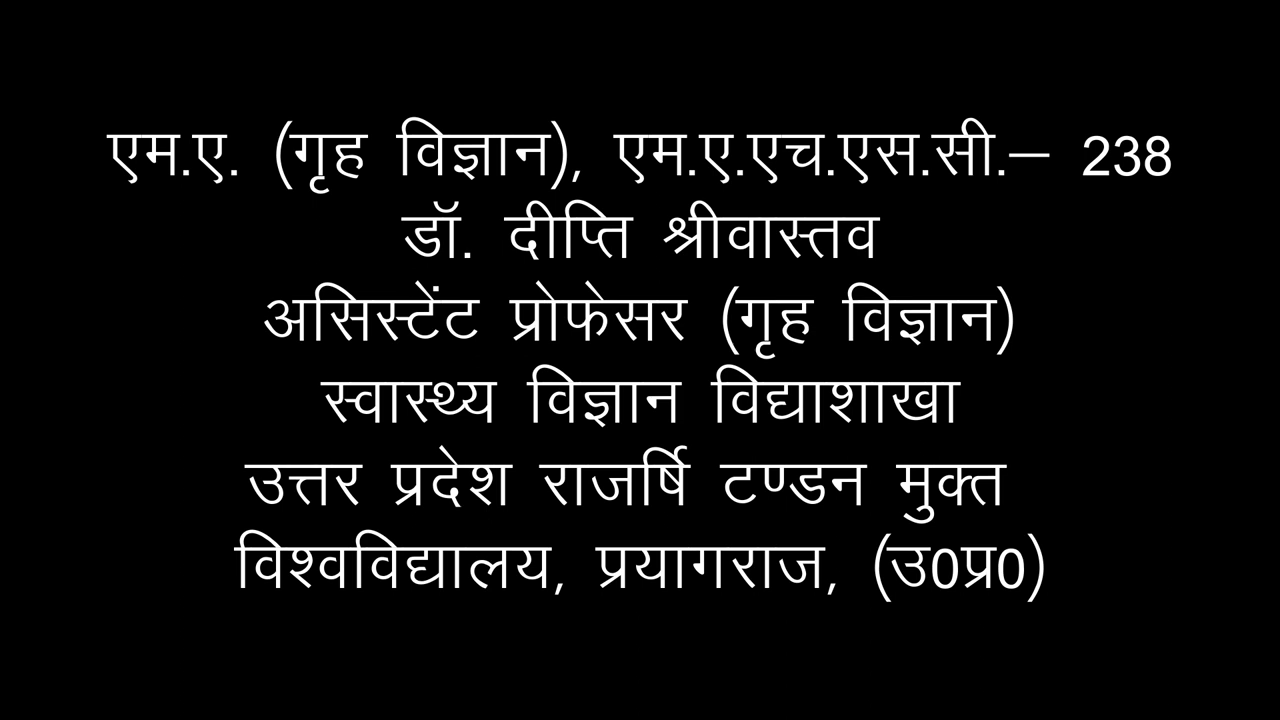 एम.ए. (गृह विज्ञान), एम.ए.एच.एस.सी.– 238
डॉ. दीप्ति श्रीवास्तव
असिस्टेंट प्रोफेसर (गृह विज्ञान)
स्वास्थ्य विज्ञान विद्याशाखा
उत्तर प्रदेश राजर्षि टण्डन मुक्त
विश्वविद्यालय, प्रयागराज, (उ0प्र0)